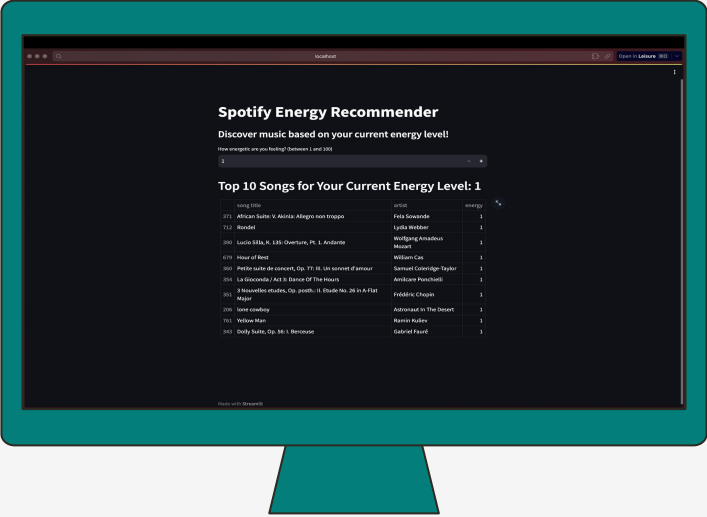 localhost
Open in Leisure
Spotify Energy Recommender
Discover music based on your current energy level!
How energetic are you feeling? (between 1 and 100)
1
Top 10 Songs for Your Current Energy Level: 1
song title artist energy
371 African Suite: V. Akinla: Allegro non troppo Fela Sowande 1
712 Rondel Lydia Webber 1
390 Lucio Silla, K. 135: Overture, Pt. 1. Andante Wolfgang Amadeus Mozart 1
679 Hour of Rest William Cas 1
360 Petite suite de concert, Op. 77: III. Un sonnet d'amour Samuel Coleridge-Taylor 1
354 La Gioconda / Act 3: Dance Of The Hours Amilcare Ponchielli 1
351 3 Nouvelles etudes, Op. posth.: II. Etude No. 26 in A-Flat Major Frédéric Chopin 1
206 lone cowboy Astronaut In The Desert 1
761 Yellow Man Ramin Kuliev 1
343 Dolly Suite, Op. 56: I. Berceuse Gabriel Fauré 1
Made with Streamlit